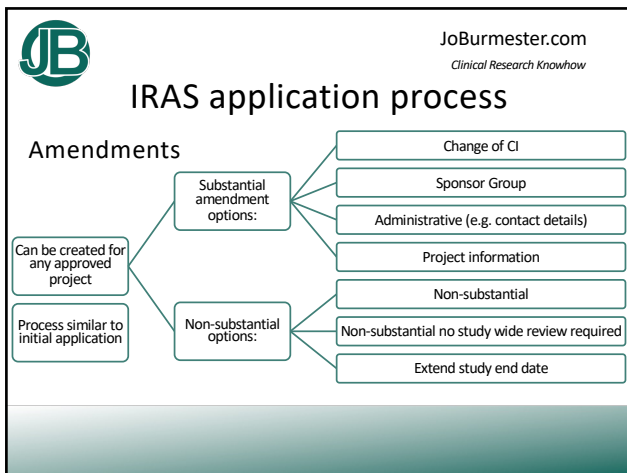 JB
JoBurmester.com
Clinical Research Knowhow
IRAS application process
Amendments
Can be created for
any approved
project
Process similar to
initial application
Substantial
amendment
options:
Change of CI
Sponsor Group
Administrative (e.g. contact details)
Project information
Non-substantial
options:
Non-substantial
Non-substantial no study wide review required
Extend study end date